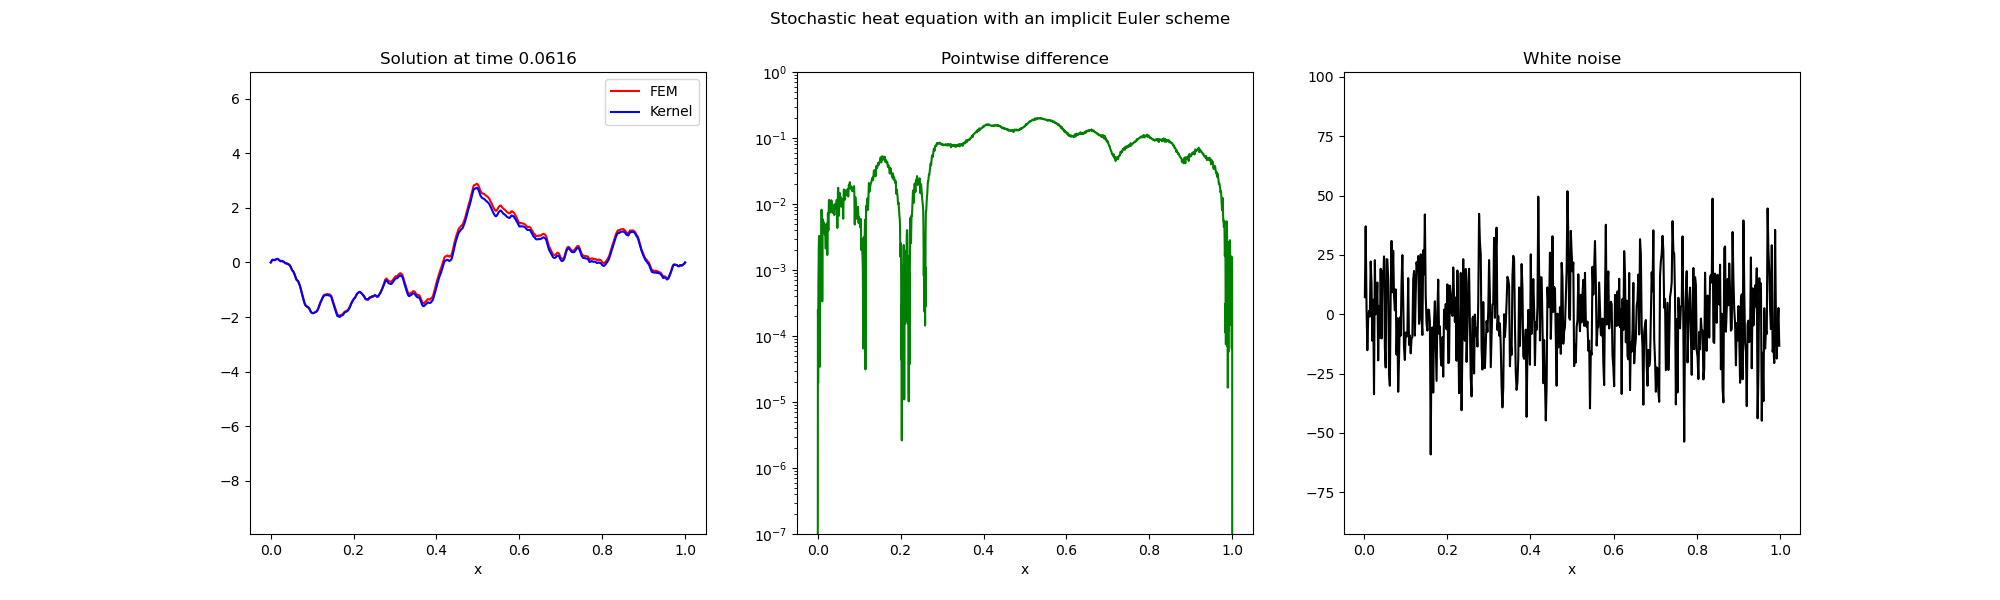 Stochastic heat equation with an implicit Euler scheme
Solution at time 0.0616
FEM
Kernel
6
4
2
0
−2
−4
−6
−8
0.0 0.2 0.4 0.6 0.8 1.0
x
Pointwise difference
10^0
10^−1
10^−2
10^−3
10^−4
10^−5
10^−6
10^−7
0.0 0.2 0.4 0.6 0.8 1.0
x
White noise
100
75
50
25
0
−25
−50
−75
0.0 0.2 0.4 0.6 0.8 1.0
x